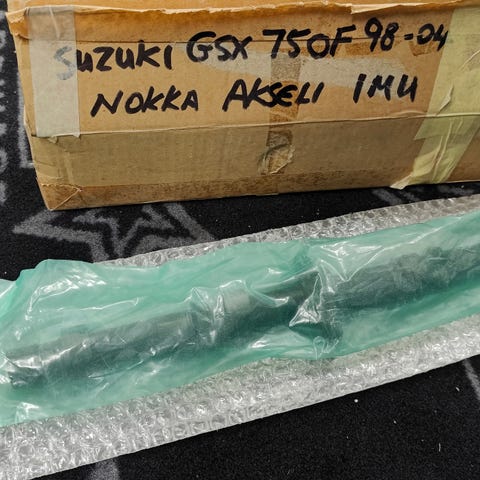 SUZUKI GSX 750F 98-04
NOKKA AKSELI IMU